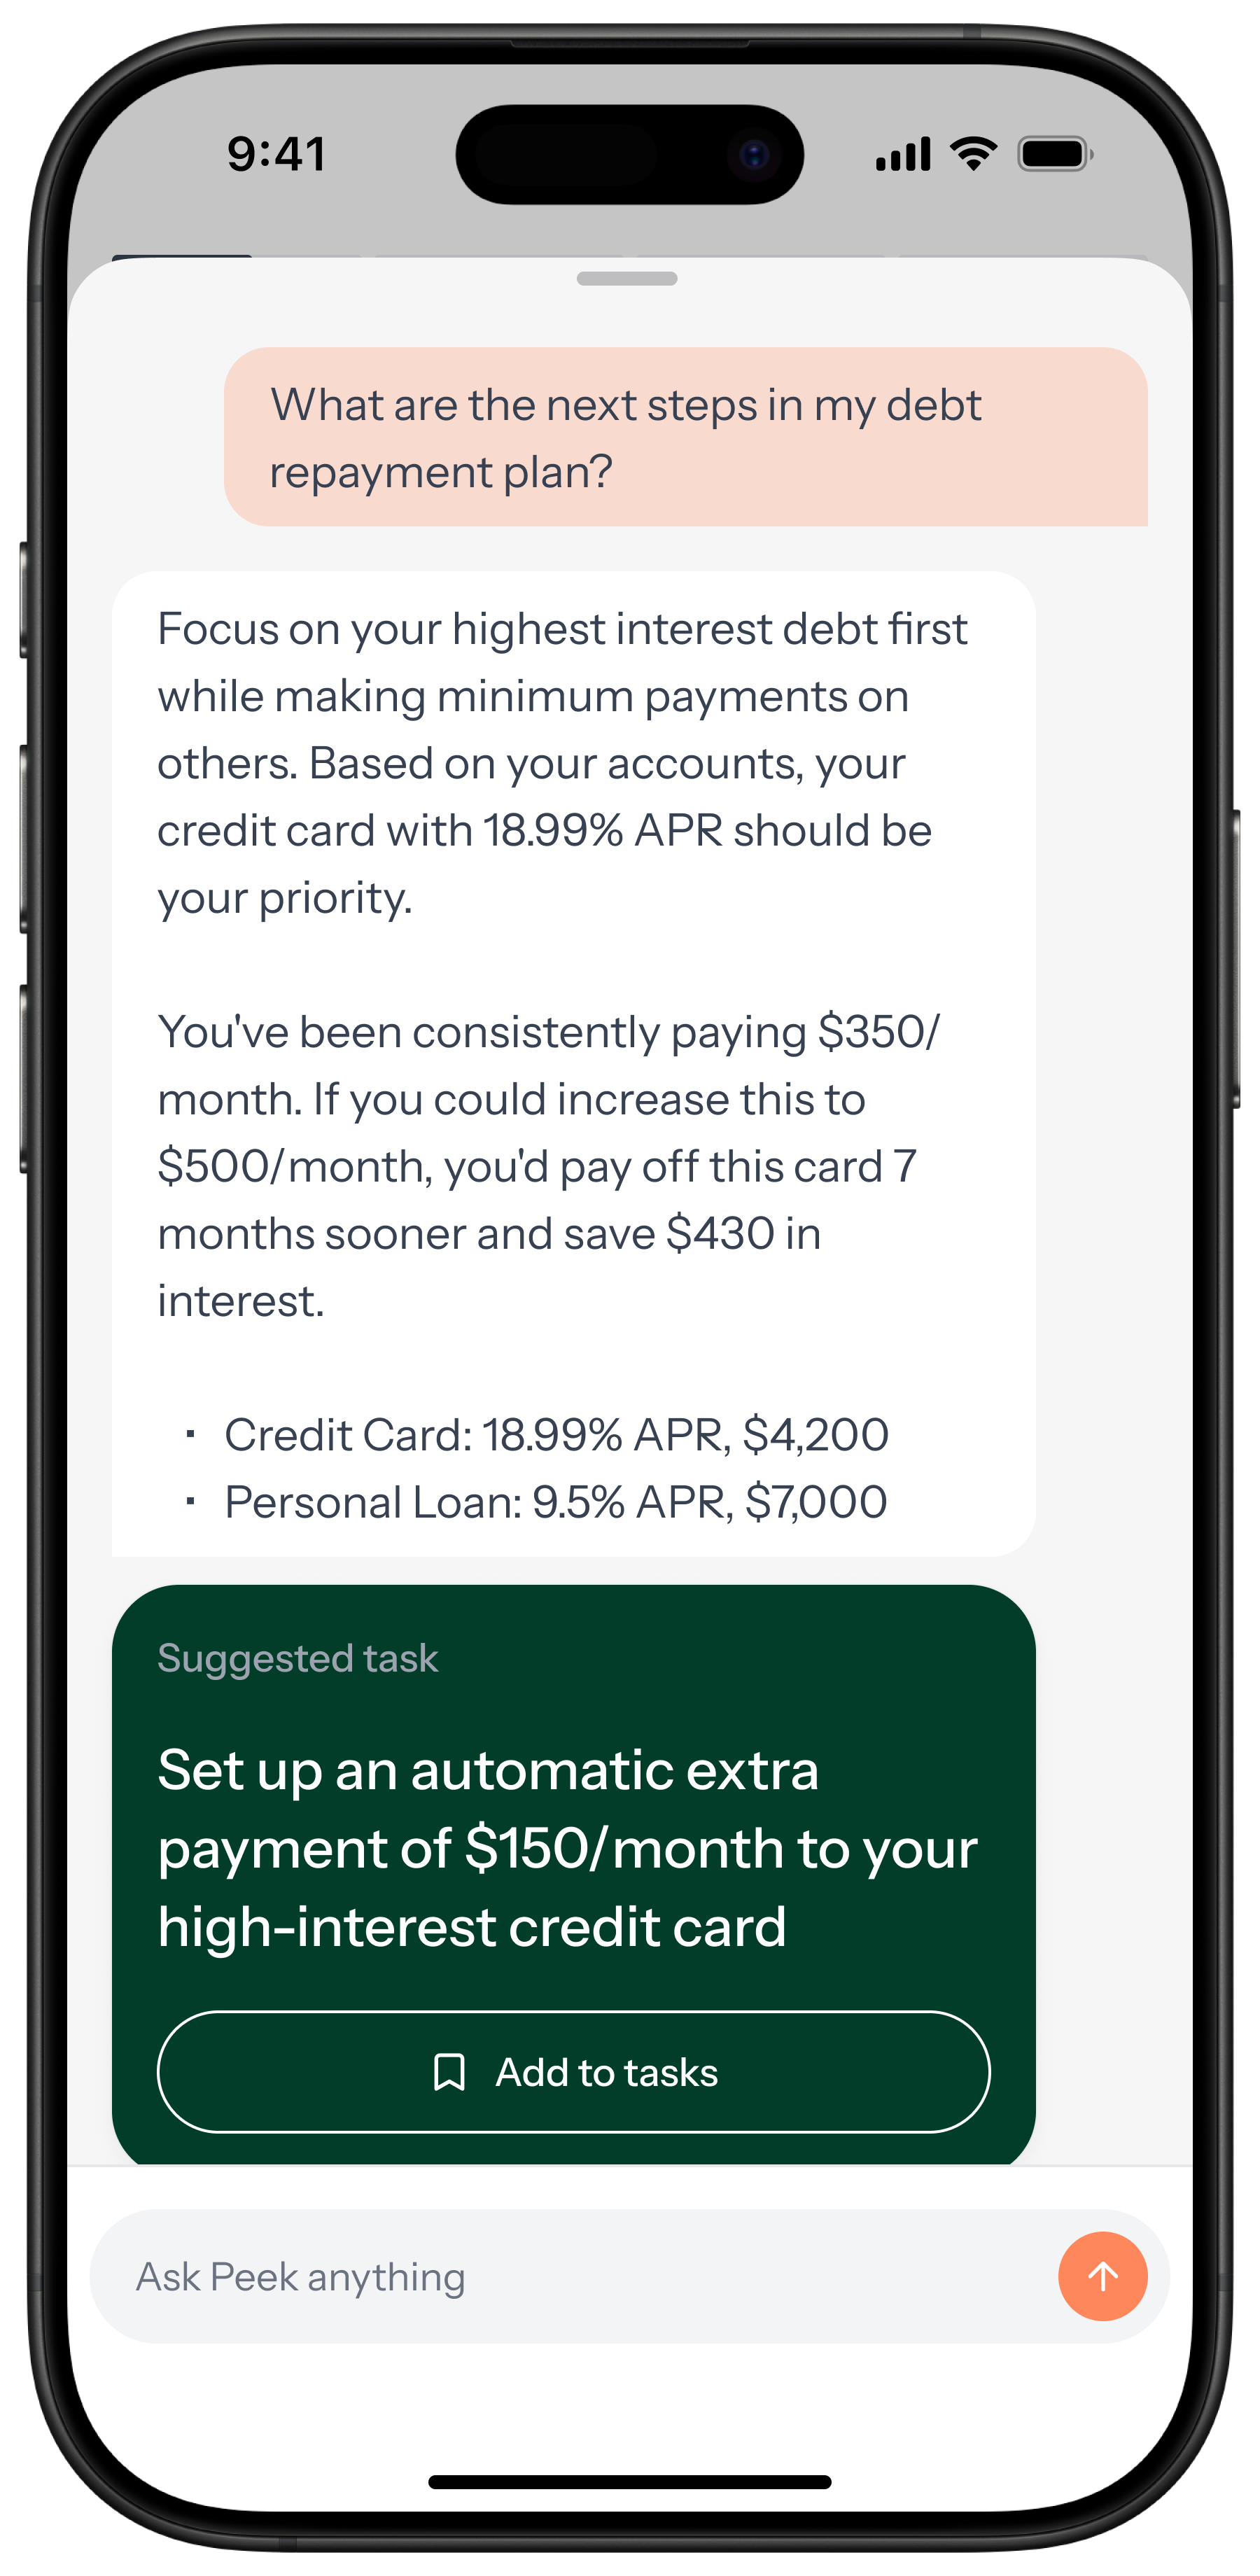 9:41
What are the next steps in my debt
repayment plan?
Focus on your highest interest debt first
while making minimum payments on
others. Based on your accounts, your
credit card with 18.99% APR should be
your priority.
You've been consistently paying $350/
month. If you could increase this to
$500/month, you'd pay off this card 7
months sooner and save $430 in
interest.
· Credit Card: 18.99% APR, $4,200
· Personal Loan: 9.5% APR, $7,000
Suggested task
Set up an automatic extra
payment of $150/month to your
high-interest credit card
Add to tasks
Ask Peek anything